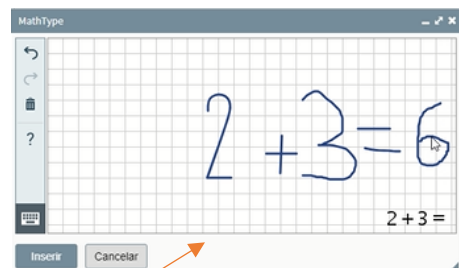 MathType
?
2 + 3 = 6
2 + 3 =
Inserir
Cancelar